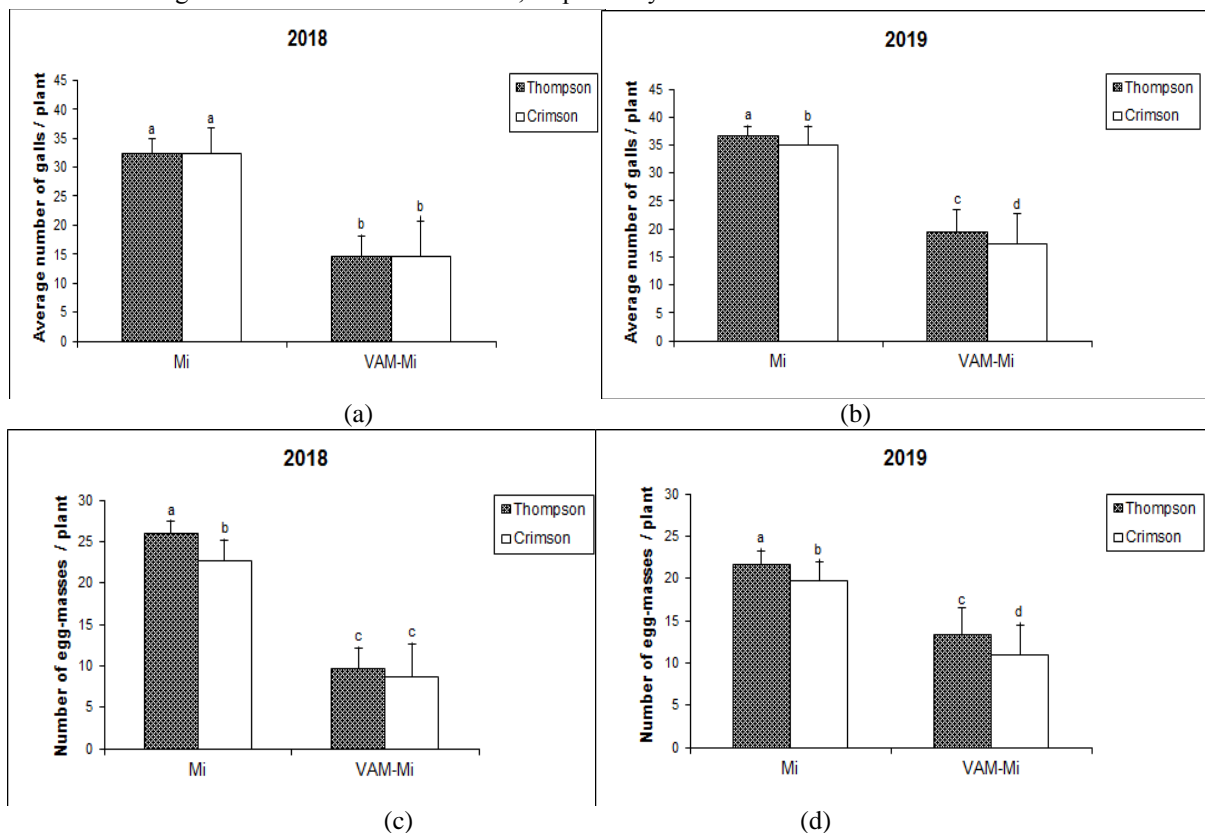 2018
Average number of galls / plant
45
40
35
30
25
20
15
10
5
0
a
a
b
b
Mi
VAM-Mi
Thompson
Crimson
(a)
2019
Average number of galls / plant
45
40
35
30
25
20
15
10
5
0
a
b
c
d
Mi
VAM-Mi
Thompson
Crimson
(b)
2018
Number of egg-masses / plant
30
25
20
15
10
5
0
a
b
c
c
Mi
VAM-Mi
Thompson
Crimson
(c)
2019
Number of egg-masses / plant
30
25
20
15
10
5
0
a
b
c
d
Mi
VAM-Mi
Thompson
Crimson
(d)